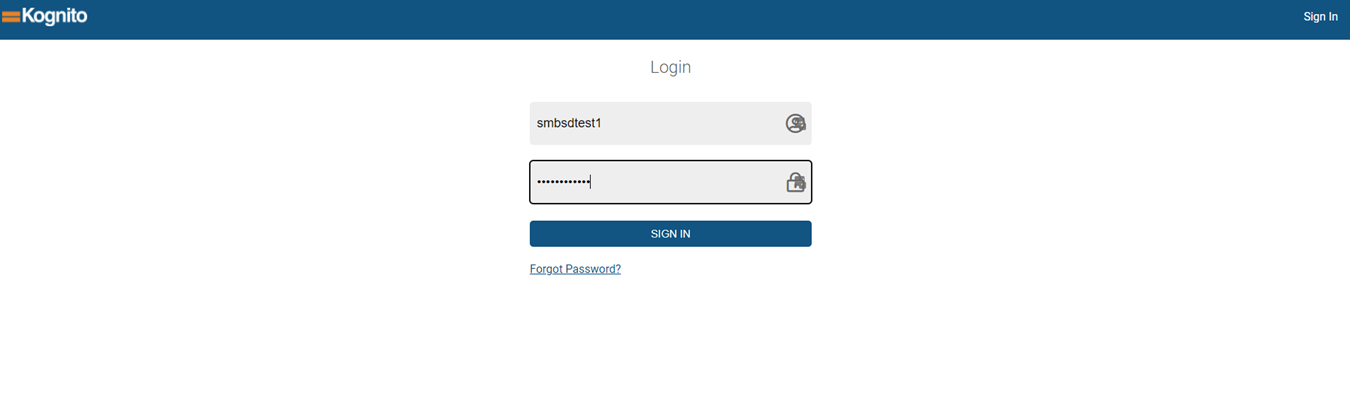 Kognito
Sign In
Login
smbsdtest1
••••••••••••
SIGN IN
Forgot Password?